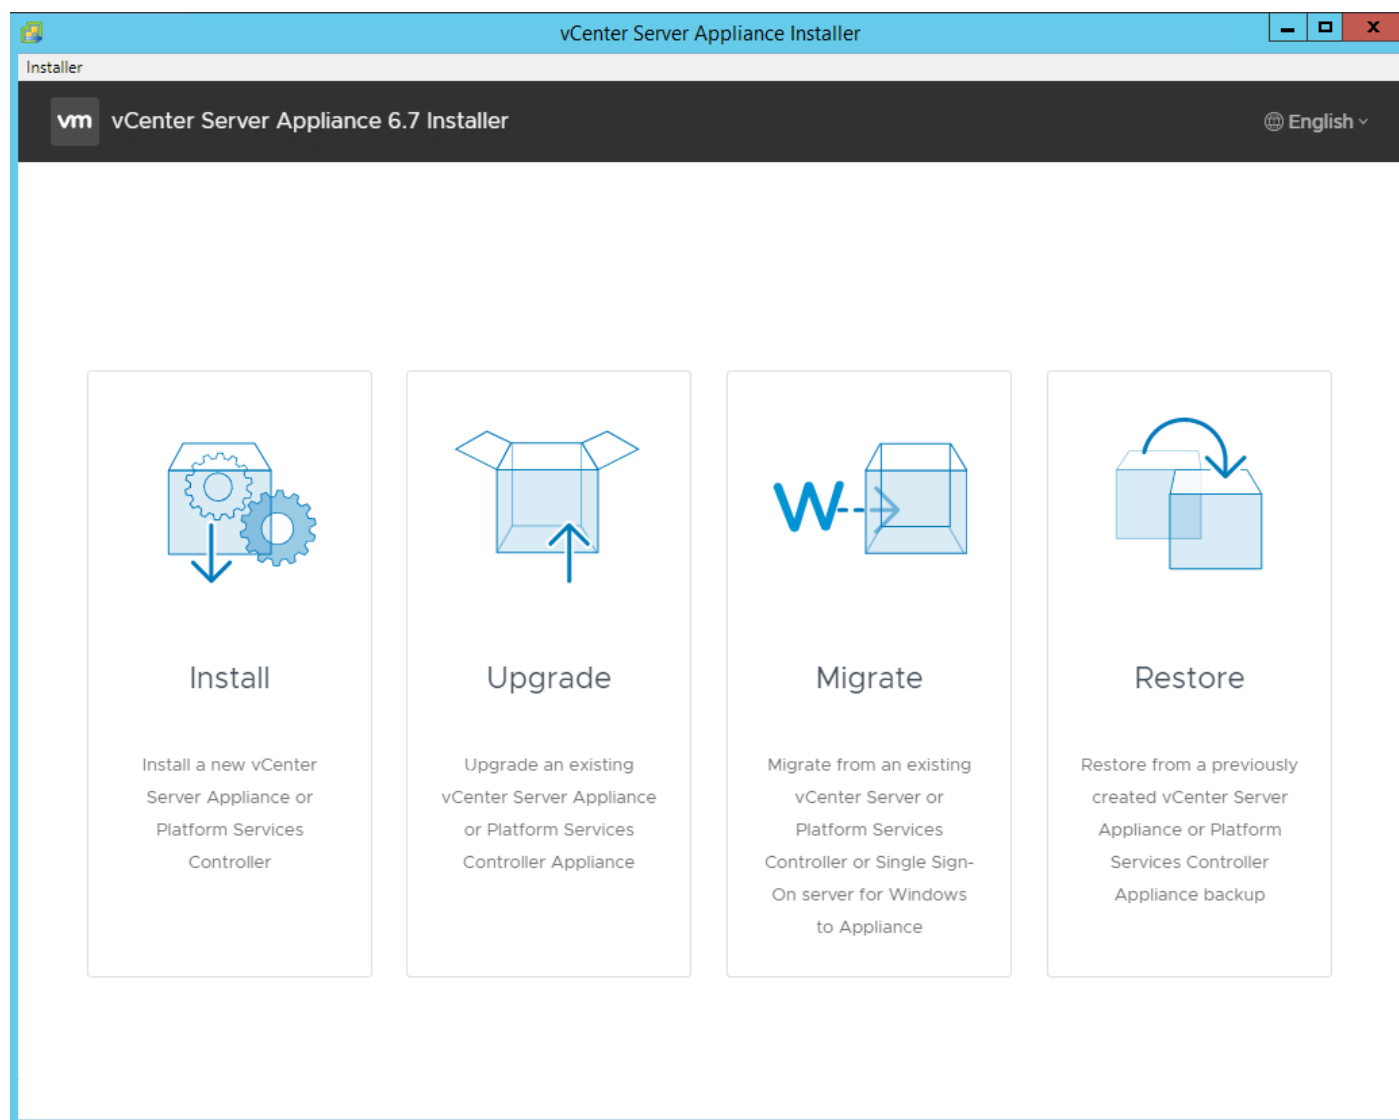 vCenter Server Appliance Installer
X
Installer
vm vCenter Server Appliance 6.7 Installer
English
W
Install
Install a new vCenter
Server Appliance or
Platform Services
Controller
Upgrade
Upgrade an existing
vCenter Server Appliance
or Platform Services
Controller Appliance
Migrate
Migrate from an existing
vCenter Server or
Platform Services
Controller or Single Sign-
On server for Windows
to Appliance
Restore
Restore from a previously
created vCenter Server
Appliance or Platform
Services Controller
Appliance backup